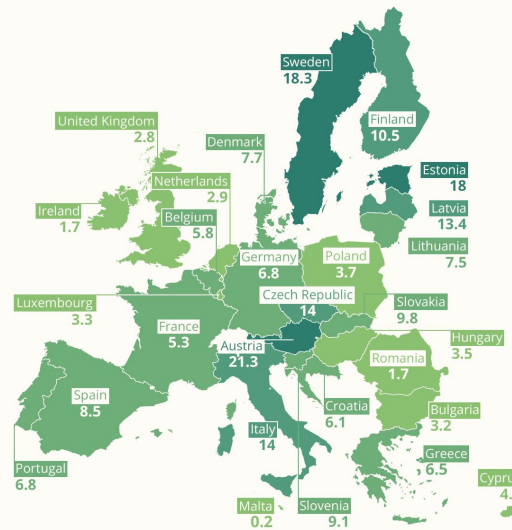 Sweden
18.3
Finland
10.5
United Kingdom
2.8
Denmark
7.7
Estonia
18
Netherlands
2.9
Ireland
1.7
Belgium
5.8
Latvia
13.4
Lithuania
7.5
Germany
6.8
Poland
3.7
Luxembourg
3.3
Czech Republic
14
Slovakia
9.8
France
5.3
Austria
21.3
Hungary
3.5
Romania
1.7
Spain
8.5
Croatia
6.1
Bulgaria
3.2
Italy
14
Greece
6.5
Portugal
6.8
Malta
0.2
Slovenia
9.1
Cypru
4.